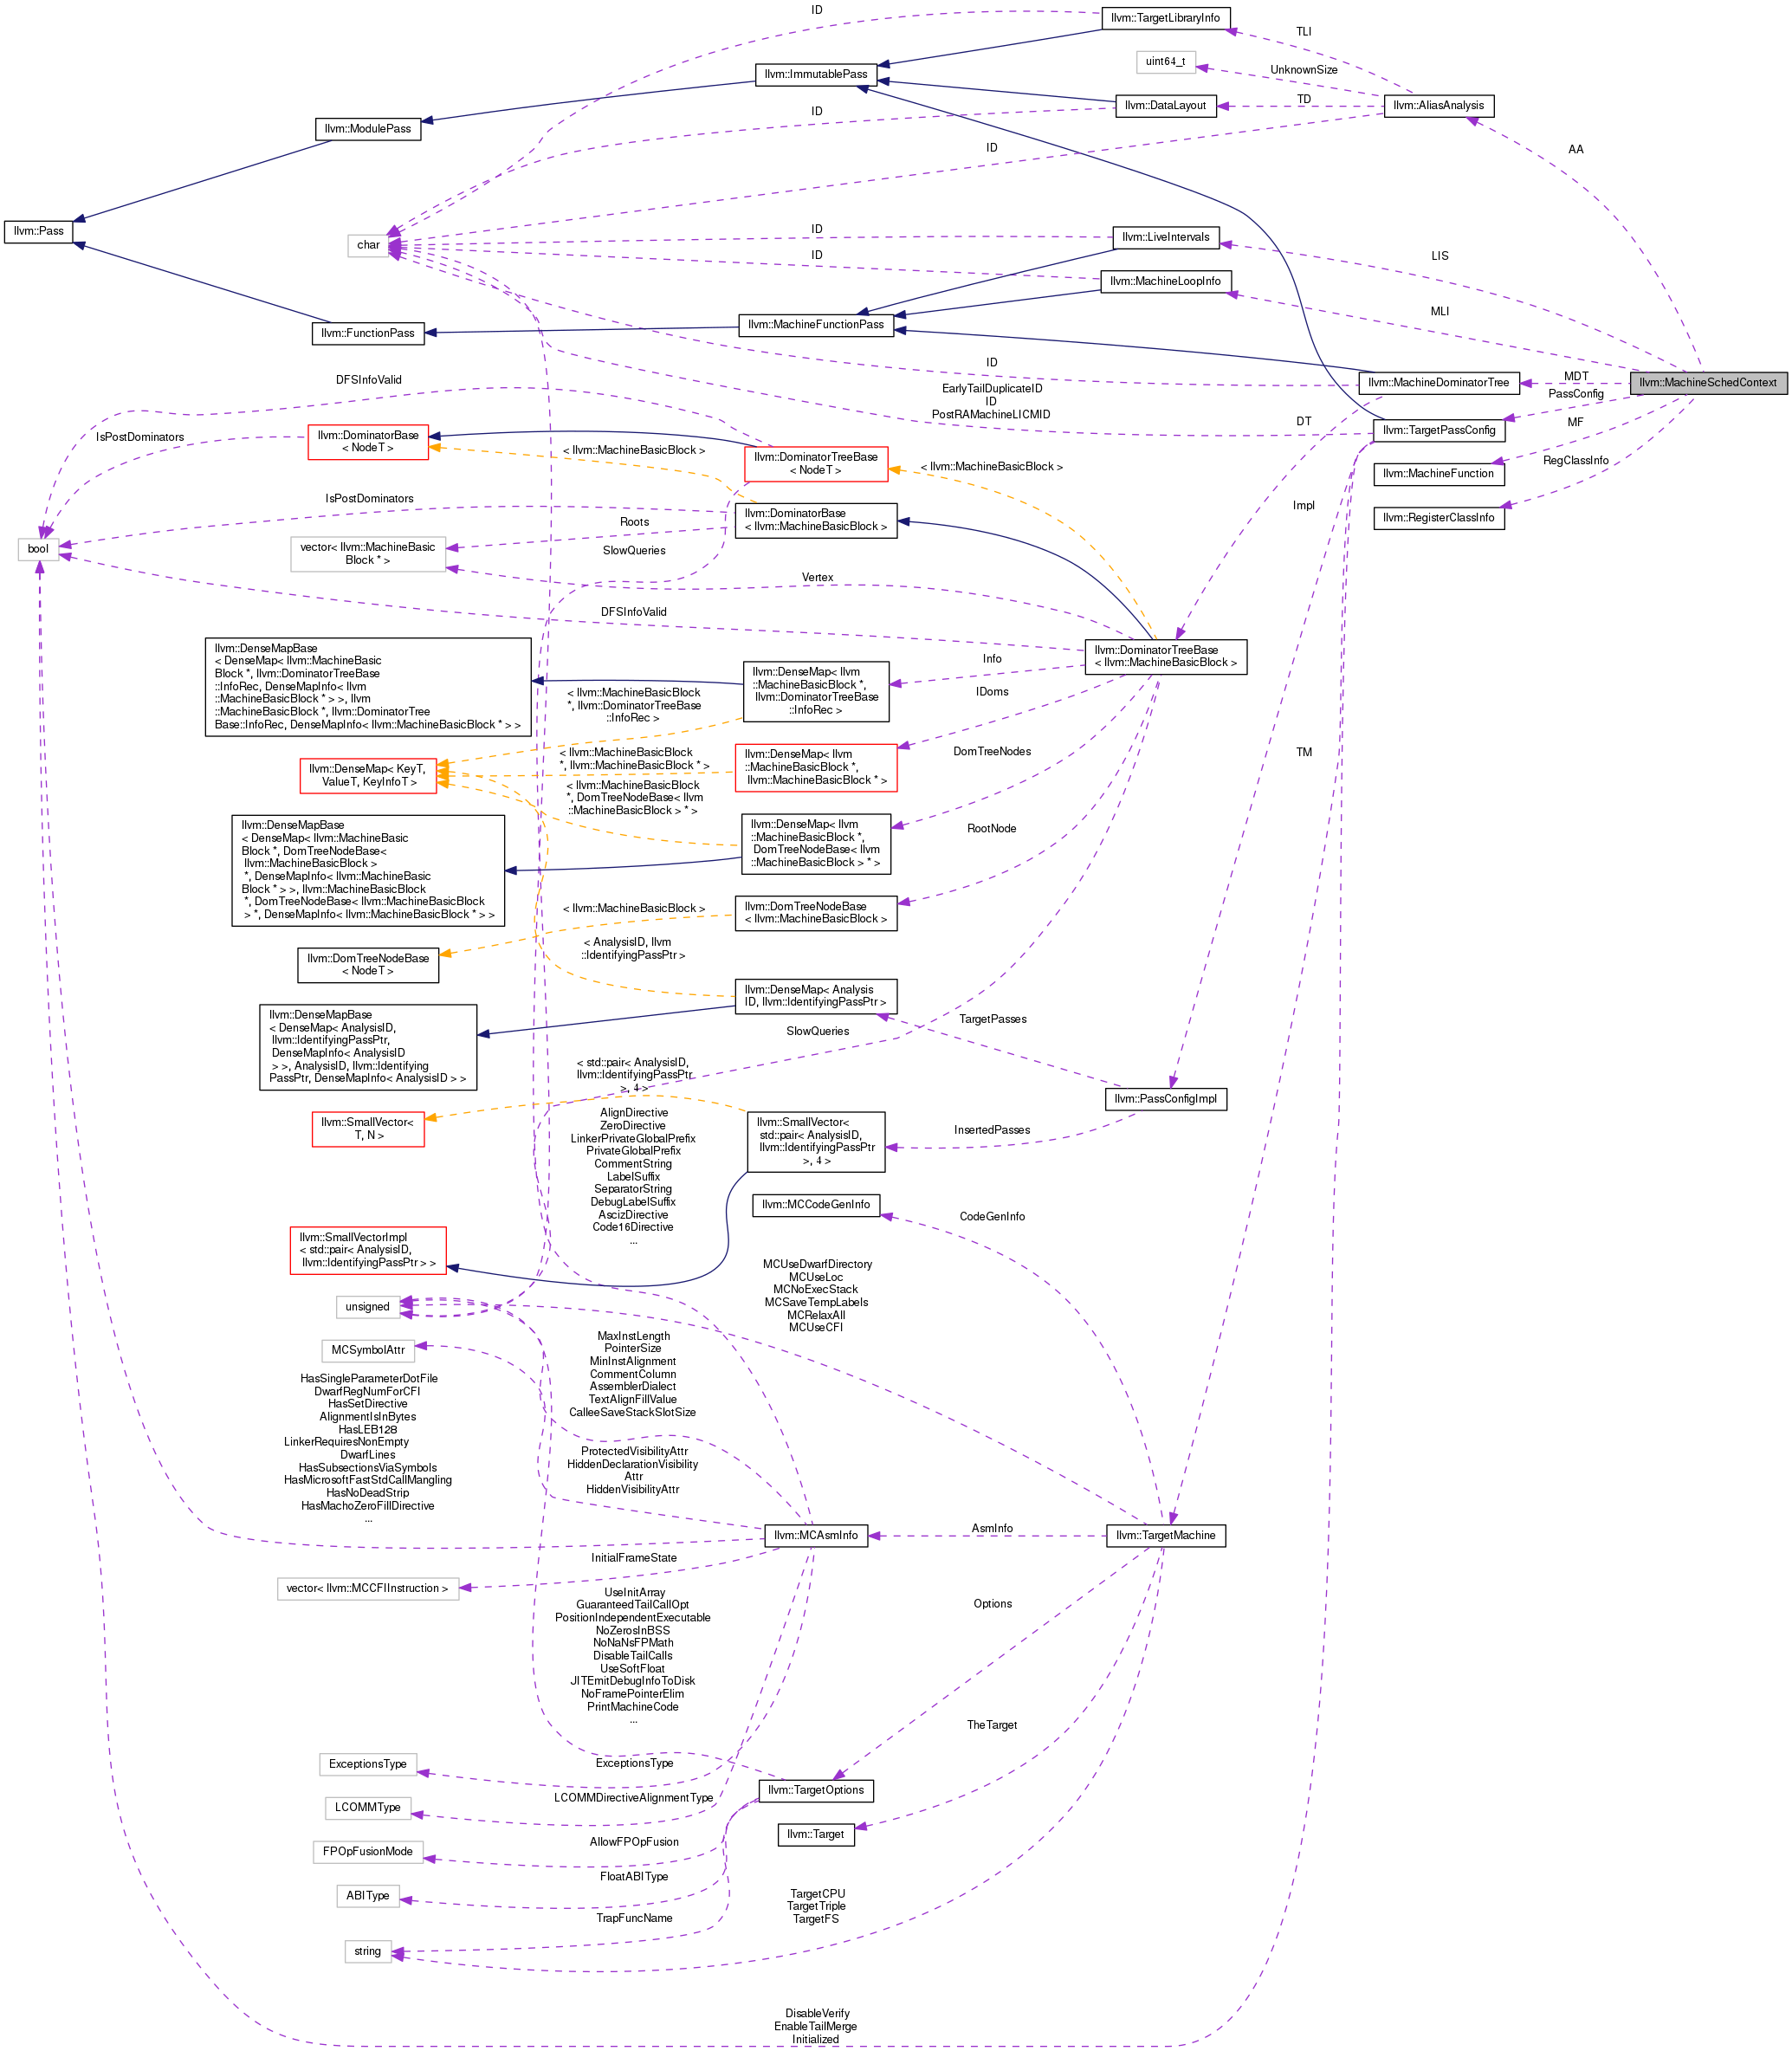 ID
llvm::TargetLibraryInfo
TLI
uint64_t
UnknownSize
llvm::ImmutablePass
llvm::DataLayout
TD
llvm::AliasAnalysis
ID
llvm::ModulePass
ID
AA
llvm::Pass
char
ID
llvm::LiveIntervals
LIS
ID
llvm::MachineLoopInfo
MLI
llvm::FunctionPass
llvm::MachineFunctionPass
ID
llvm::MachineDominatorTree
MDT
llvm::MachineSchedContext
DFSInfoValid
EarlyTailDuplicateID
ID
PostRAMachineLICMID
PassConfig
DT
llvm::TargetPassConfig
MF
IsPostDominators
llvm::DominatorBase
< NodeT >
< llvm::MachineBasicBlock >
llvm::DominatorTreeBase
< NodeT >
< llvm::MachineBasicBlock >
RegClassInfo
llvm::MachineFunction
IsPostDominators
llvm::DominatorBase
< llvm::MachineBasicBlock >
Impl
llvm::RegisterClassInfo
Roots
bool
vector< llvm::MachineBasic
Block * >
SlowQueries
Vertex
DFSInfoValid
llvm::DominatorTreeBase
< llvm::MachineBasicBlock >
llvm::DenseMapBase
< DenseMap< llvm::MachineBasic
Block *, llvm::DominatorTreeBase
::InfoRec, DenseMapInfo< llvm
::MachineBasicBlock * > >, llvm
::MachineBasicBlock *, llvm::DominatorTree
Base::InfoRec, DenseMapInfo< llvm::MachineBasicBlock * > >
< llvm::MachineBasicBlock
*, llvm::DominatorTreeBase
::InfoRec >
llvm::DenseMap< llvm
::MachineBasicBlock *,
llvm::DominatorTreeBase
::InfoRec >
Info
IDoms
llvm::DenseMap< KeyT,
ValueT, KeyInfoT >
< llvm::MachineBasicBlock
*, llvm::MachineBasicBlock * >
llvm::DenseMap< llvm
::MachineBasicBlock *,
llvm::MachineBasicBlock * >
DomTreeNodes
TM
< llvm::MachineBasicBlock
*, DomTreeNodeBase< llvm
::MachineBasicBlock > * >
llvm::DenseMapBase
< DenseMap< llvm::MachineBasic
Block *, DomTreeNodeBase<
llvm::MachineBasicBlock >
*, DenseMapInfo< llvm::MachineBasic
Block * > >, llvm::MachineBasicBlock
*, DomTreeNodeBase< llvm::MachineBasicBlock
> *, DenseMapInfo< llvm::MachineBasicBlock * > >
llvm::DenseMap< llvm
::MachineBasicBlock *,
DomTreeNodeBase< llvm
::MachineBasicBlock > * >
RootNode
< llvm::MachineBasicBlock >
llvm::DomTreeNodeBase
< llvm::MachineBasicBlock >
llvm::DomTreeNodeBase
< NodeT >
< AnalysisID, llvm
::IdentifyingPassPtr >
llvm::DenseMap< Analysis
ID, llvm::IdentifyingPassPtr >
llvm::DenseMapBase
< DenseMap< AnalysisID,
llvm::IdentifyingPassPtr,
DenseMapInfo< AnalysisID
> >, AnalysisID, llvm::Identifying
PassPtr, DenseMapInfo< AnalysisID > >
SlowQueries
TargetPasses
< std::pair< AnalysisID,
llvm::IdentifyingPassPtr
>, 4 >
llvm::PassConfigImpl
llvm::SmallVector<
T, N >
llvm::SmallVector<
std::pair< AnalysisID,
llvm::IdentifyingPassPtr
>, 4 >
InsertedPasses
AlignDirective
ZeroDirective
LinkerPrivateGlobalPrefix
PrivateGlobalPrefix
CommentString
LabelSuffix
SeparatorString
DebugLabelSuffix
AscizDirective
Code16Directive
...
llvm::MCCodeGenInfo
CodeGenInfo
llvm::SmallVectorImpl
< std::pair< AnalysisID,
llvm::IdentifyingPassPtr > >
MCUseDwarfDirectory
MCUseLoc
MCNoExecStack
MCSaveTempLabels
MCRelaxAll
MCUseCFI
unsigned
MCSymbolAttr
MaxInstLength
PointerSize
MinInstAlignment
CommentColumn
AssemblerDialect
TextAlignFillValue
CalleeSaveStackSlotSize
HasSingleParameterDotFile
DwarfRegNumForCFI
HasSetDirective
AlignmentIsInBytes
HasLEB128
LinkerRequiresNonEmpty
DwarfLines
HasSubsectionsViaSymbols
HasMicrosoftFastStdCallMangling
HasNoDeadStrip
HasMachoZeroFillDirective
...
ProtectedVisibilityAttr
HiddenDeclarationVisibility
Attr
HiddenVisibilityAttr
llvm::MCAsmInfo
AsmInfo
llvm::TargetMachine
InitialFrameState
vector< llvm::MCCFIInstruction >
UseInitArray
GuaranteedTailCallOpt
PositionIndependentExecutable
NoZerosInBSS
NoNaNsFPMath
DisableTailCalls
UseSoftFloat
JITEmitDebugInfoToDisk
NoFramePointerElim
PrintMachineCode
...
Options
TheTarget
ExceptionsType
ExceptionsType
llvm::TargetOptions
LCOMMType
LCOMMDirectiveAlignmentType
llvm::Target
AllowFPOpFusion
FPOpFusionMode
FloatABIType
ABIType
TargetCPU
TargetTriple
TargetFS
TrapFuncName
string
DisableVerify
EnableTailMerge
Initialized